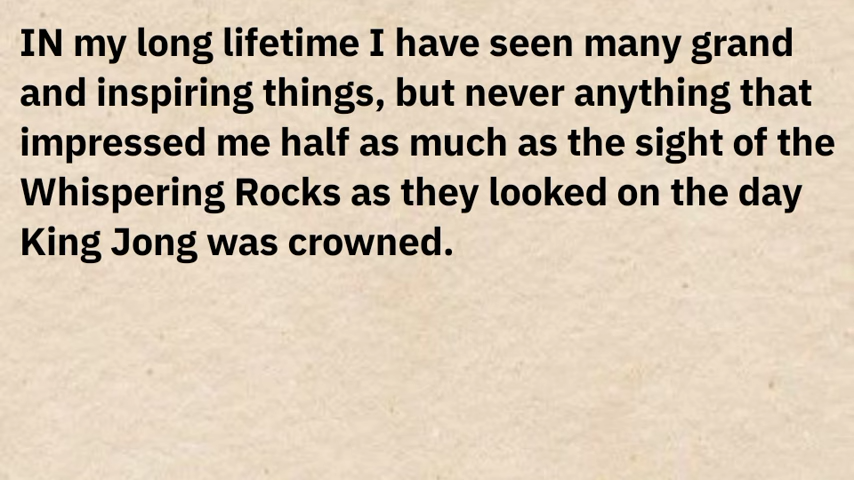 IN my long lifetime I have seen many grand
and inspiring things, but never anything that
impressed me half as much as the sight of the
Whispering Rocks as they looked on the day
King Jong was crowned.